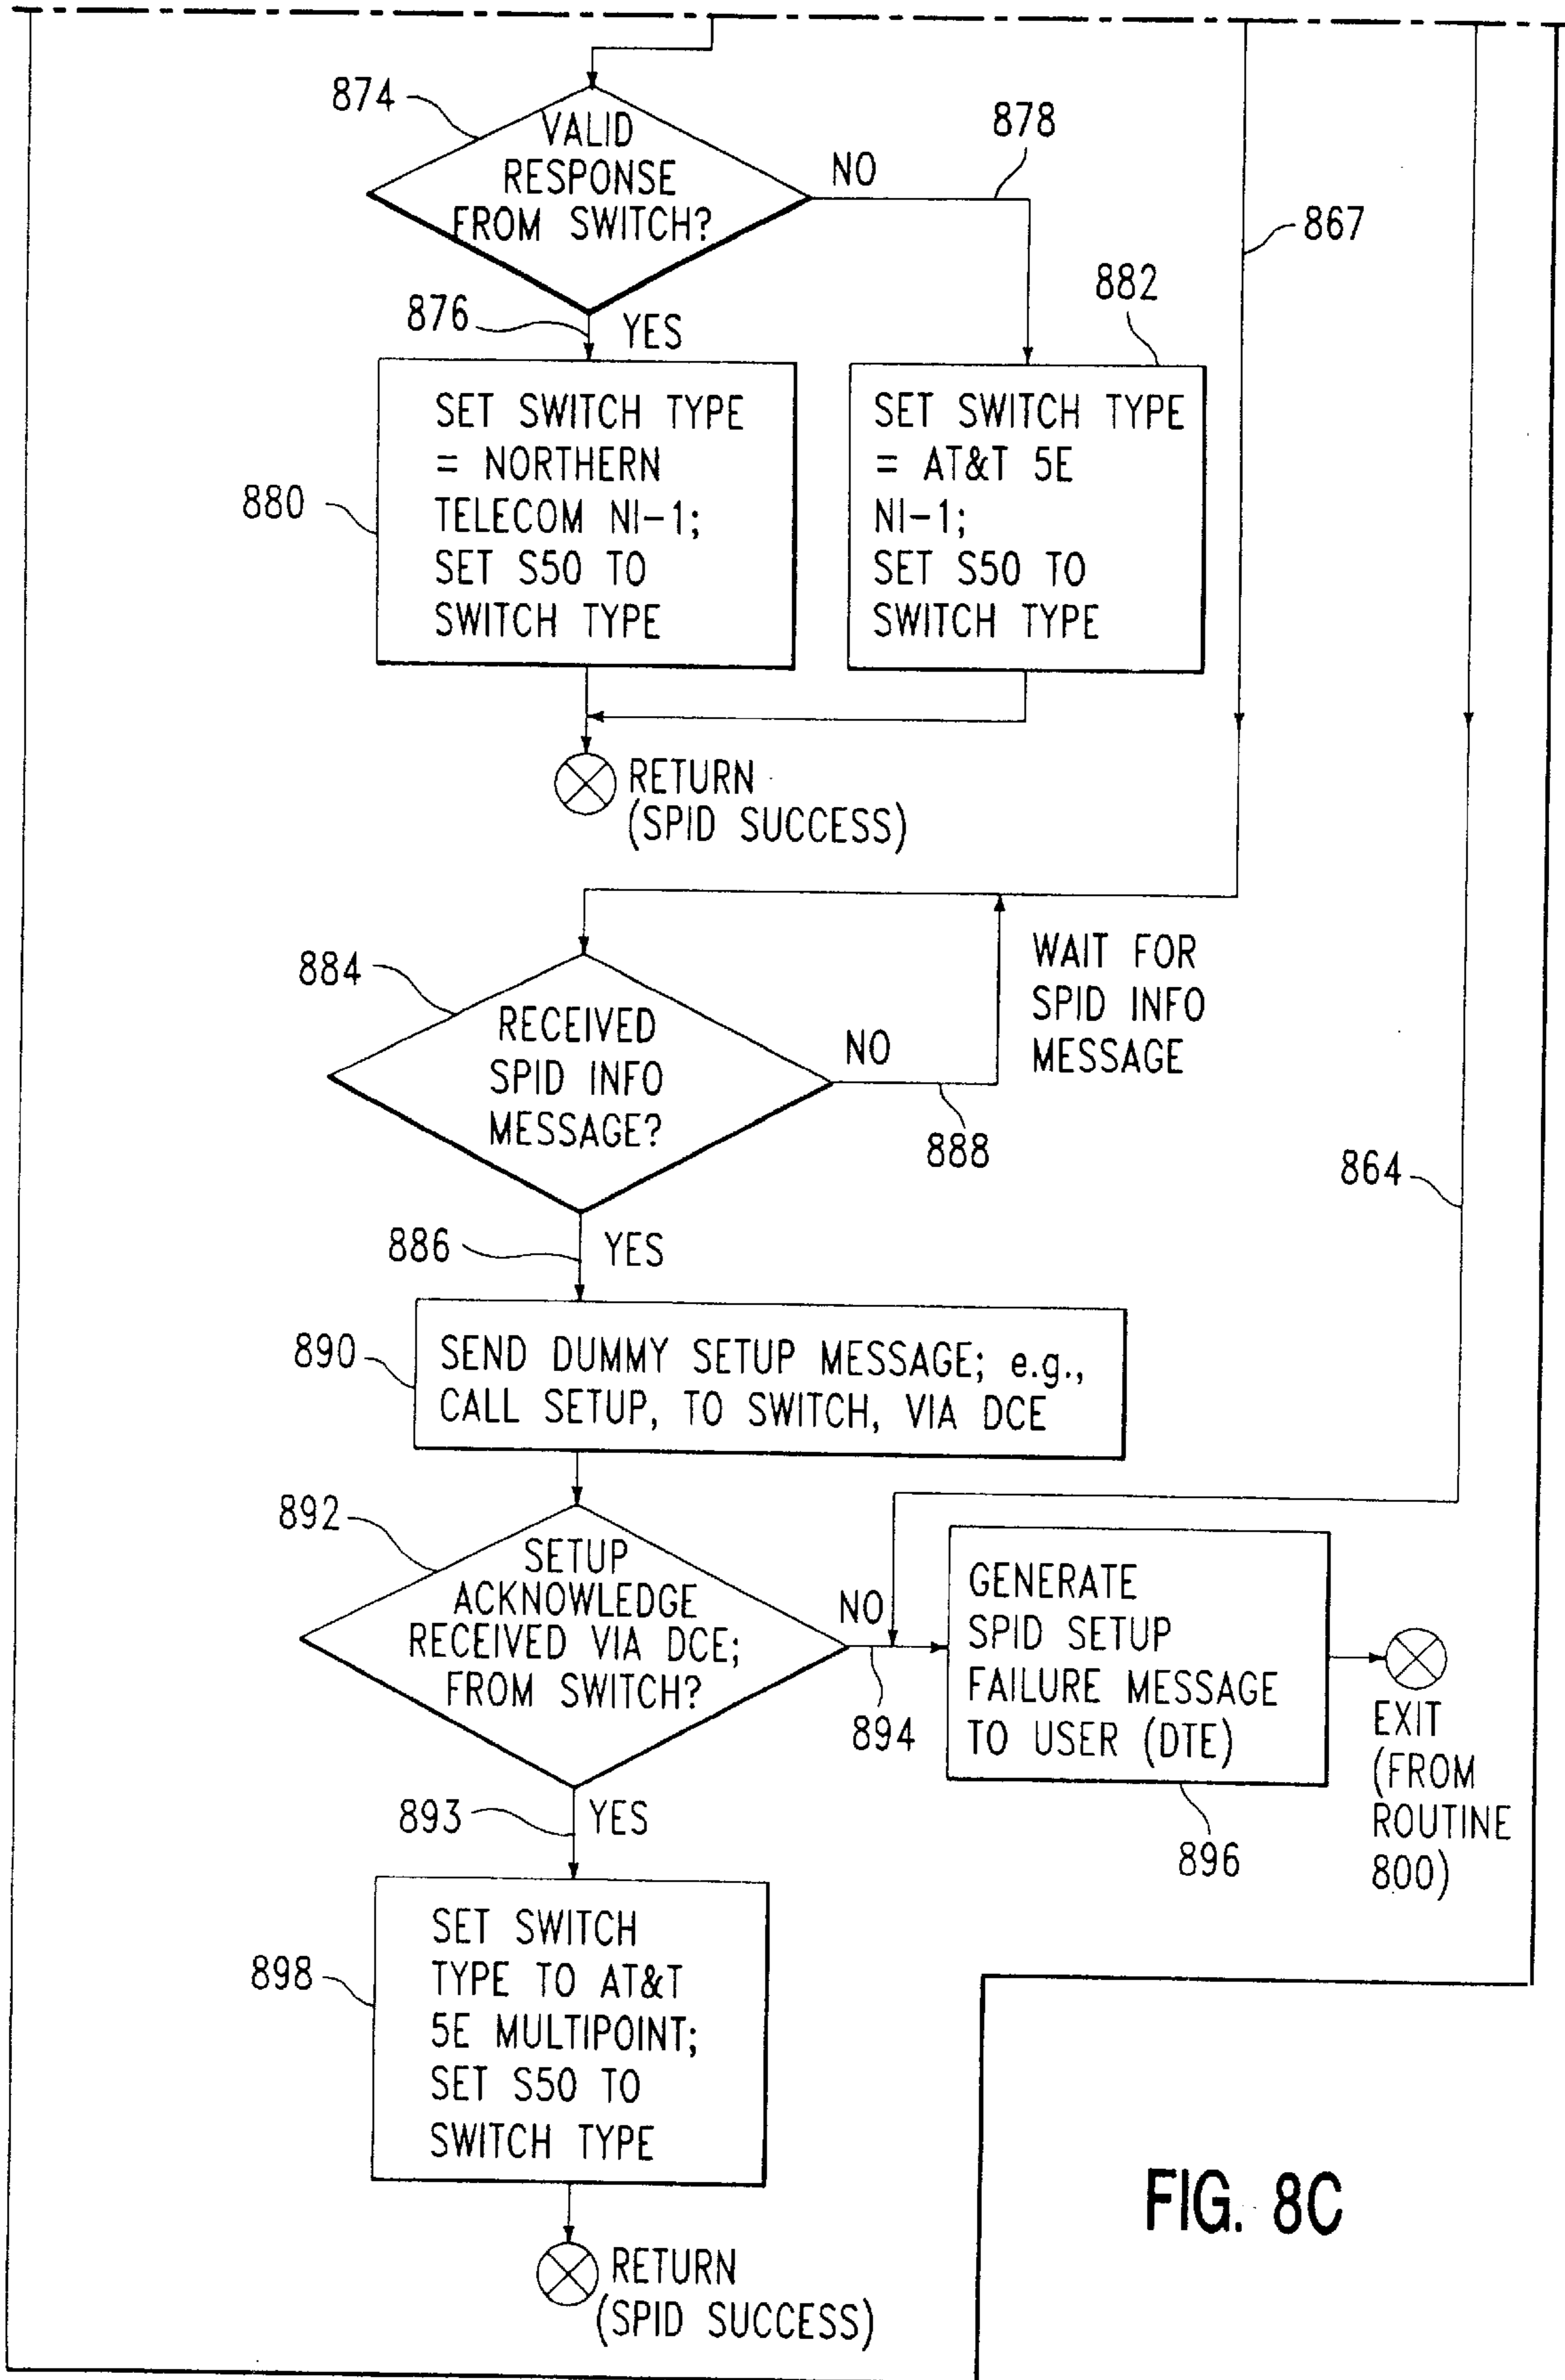 874
VALID
RESPONSE
FROM SWITCH?
NO
878
867
876
YES
882
880
SET SWITCH TYPE
= NORTHERN
TELECOM NI-1;
SET S50 TO
SWITCH TYPE
SET SWITCH TYPE
= AT&T 5E
NI-1;
SET S50 TO
SWITCH TYPE
RETURN
(SPID SUCCESS)
884
RECEIVED
SPID INFO
MESSAGE?
NO
888
WAIT FOR
SPID INFO
MESSAGE
864
886
YES
890
SEND DUMMY SETUP MESSAGE; e.g.,
CALL SETUP, TO SWITCH, VIA DCE
892
SETUP
ACKNOWLEDGE
RECEIVED VIA DCE;
FROM SWITCH?
NO
894
GENERATE
SPID SETUP
FAILURE MESSAGE
TO USER (DTE)
896
EXIT
(FROM
ROUTINE
800)
893
YES
898
SET SWITCH
TYPE TO AT&T
5E MULTIPOINT;
SET S50 TO
SWITCH TYPE
RETURN
(SPID SUCCESS)
FIG. 8C